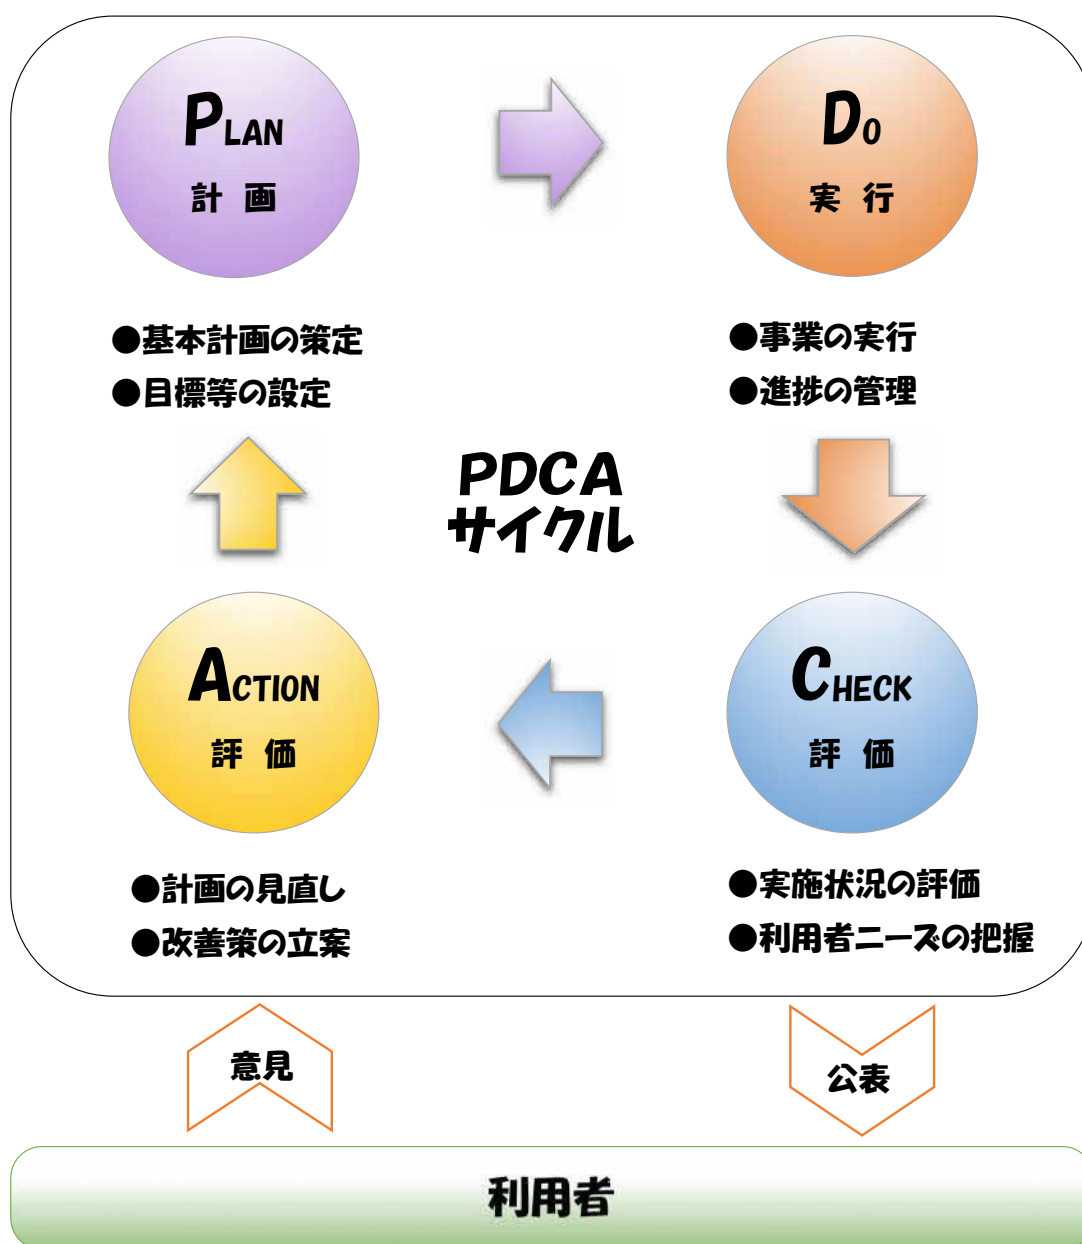 PLAN
計 画
●基本計画の策定
●目標等の設定
DO
実 行
●事業の実行
●進捗の管理
PDCA
サイクル
ACTION
評 価
●計画の見直し
●改善策の立案
CHECK
評 価
●実施状況の評価
●利用者ニーズの把握
意見
公表
利用者